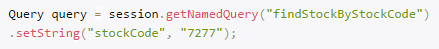 Query query = session.getNamedQuery("findStockByStockCode")
.setString("stockCode", "7277");